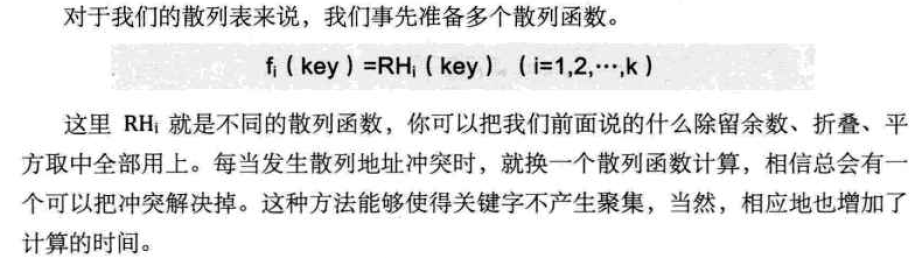 对于我们的散列表来说，我们事先准备多个散列函数。
fi（key）=RHi（key）（i=1,2,⋯,k）
这里 RHi 就是不同的散列函数，你可以把我们前面说的什么除留余数、折叠、平
方取中全部用上。每当发生散列地址冲突时，就换一个散列函数计算，相信总会有一
个可以把冲突解决掉。这种方法能够使得关键字不产生聚集，当然，相应地也增加了
计算的时间。